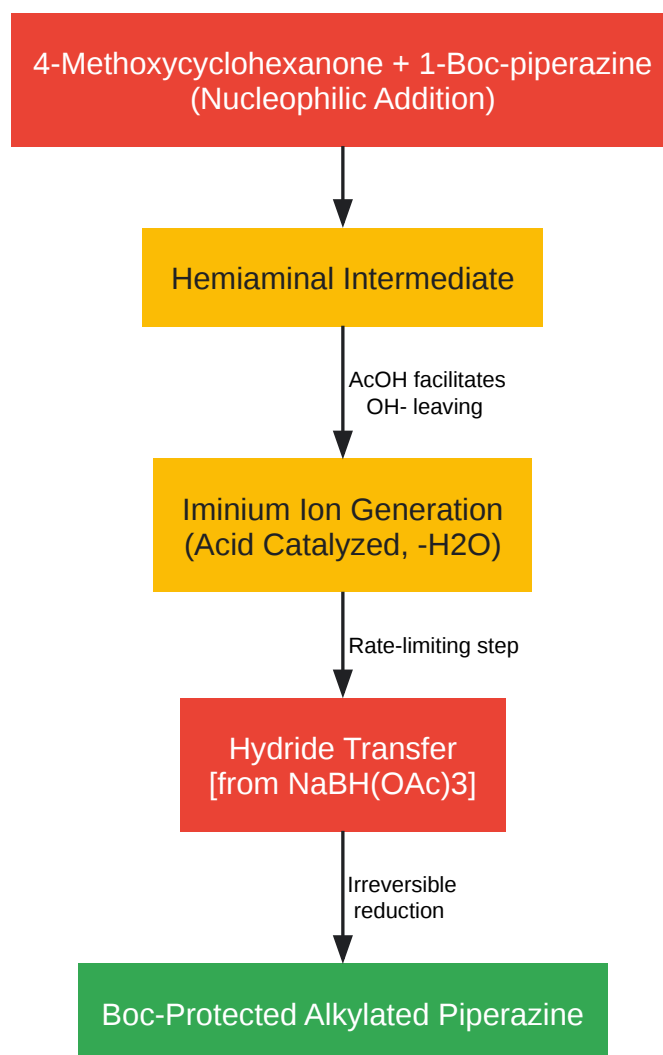 4-Methoxycyclohexanone + 1-Boc-piperazine
(Nucleophilic Addition)
Hemiaminal Intermediate
AcOH facilitates
OH- leaving
Iminium Ion Generation
(Acid Catalyzed, -H2O)
Rate-limiting step
Hydride Transfer
[from NaBH(OAc)3]
Irreversible
reduction
Boc-Protected Alkylated Piperazine